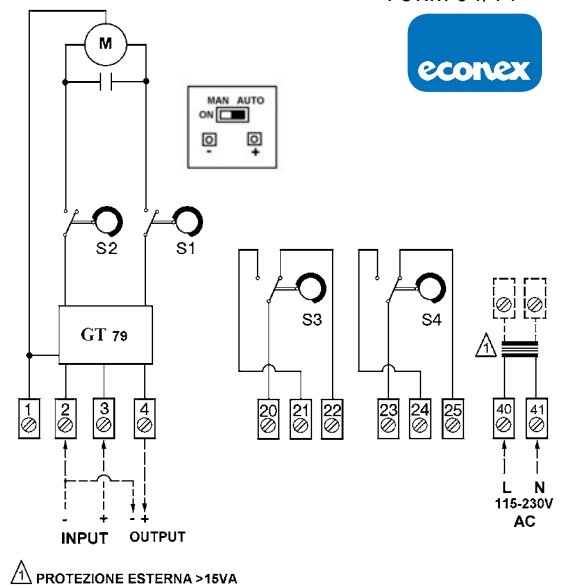 M
econex
MAN AUTO
ON
- +
S2 S1
S3 S4
GT 79
1
1 2 3 4 20 21 22 23 24 25 40 41
L N
- + - +
115-230V
INPUT OUTPUT
AC
1 PROTEZIONE ESTERNA >15VA